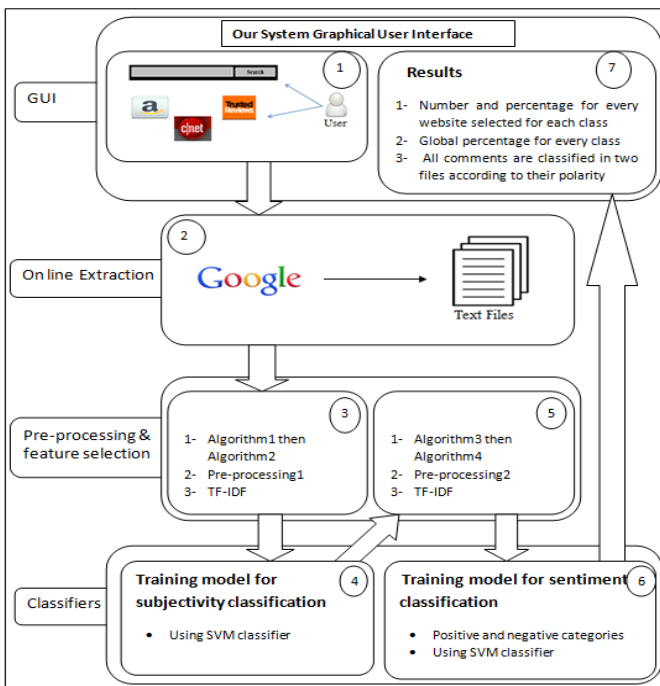 Our System Graphical User Interface
GUI
1
Search
a
c|net
Trusted
Reviews
User
7
Results
1- Number and percentage for every
website selected for each class
2- Global percentage for every class
3- All comments are classified in two
files according to their polarity
On line Extraction
2
Google
Text Files
Pre-processing &
feature selection
3
1- Algorithm1 then
Algorithm2
2- Pre-processing1
3- TF-IDF
5
1- Algorithm3 then
Algorithm4
2- Pre-processing2
3- TF-IDF
Classifiers
4
Training model for
subjectivity classification
• Using SVM classifier
6
Training model for sentiment
classification
• Positive and negative categories
• Using SVM classifier